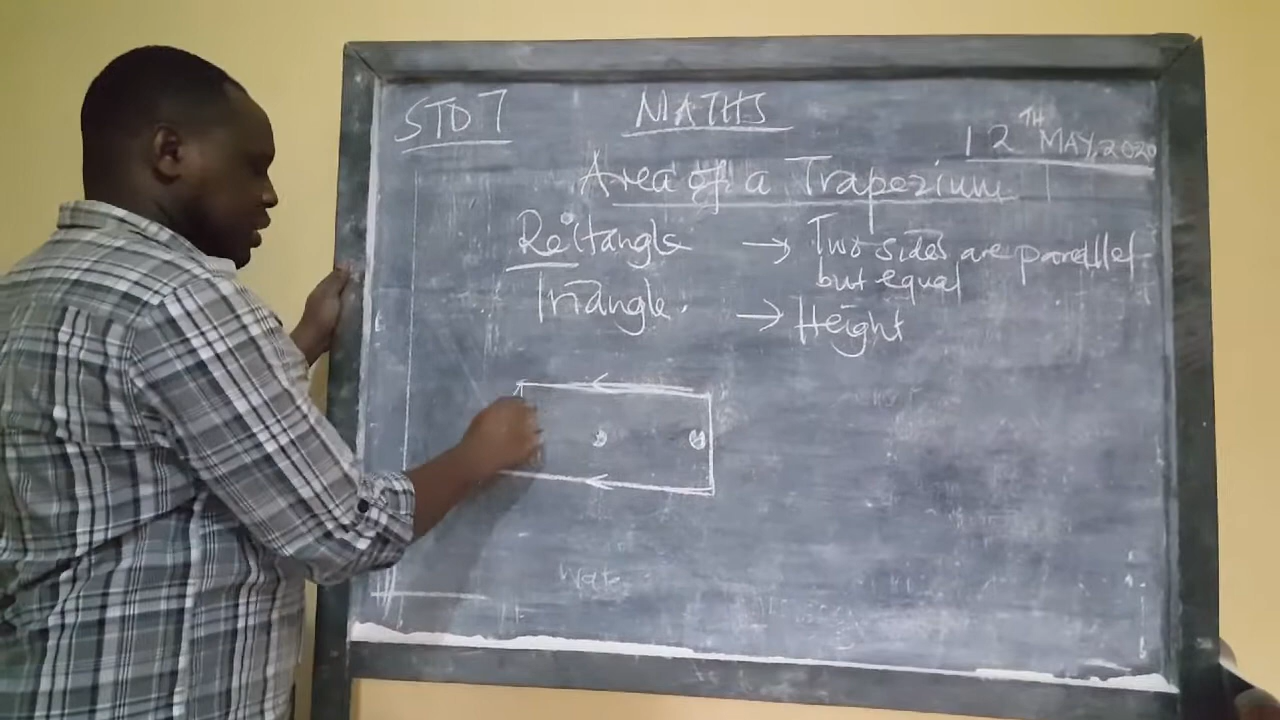 STD 7
MATHS
12TH MAY, 2020
Area of a Trapezium
Rectangle → Two sides are parallel
but equal
Triangle. → Height